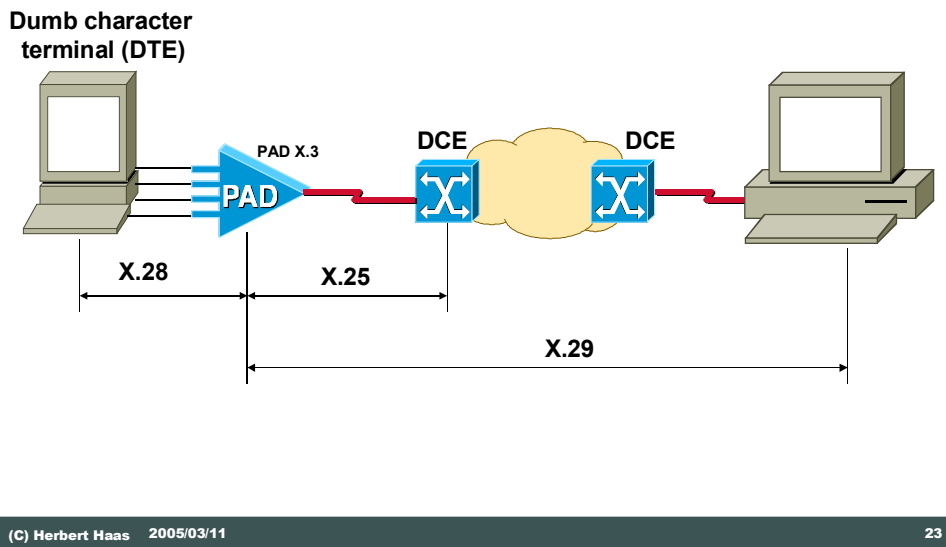 Dumb character
terminal (DTE)
PAD X.3
DCE
DCE
PAD
X.28
X.25
X.29
(C) Herbert Haas 2005/03/11
23